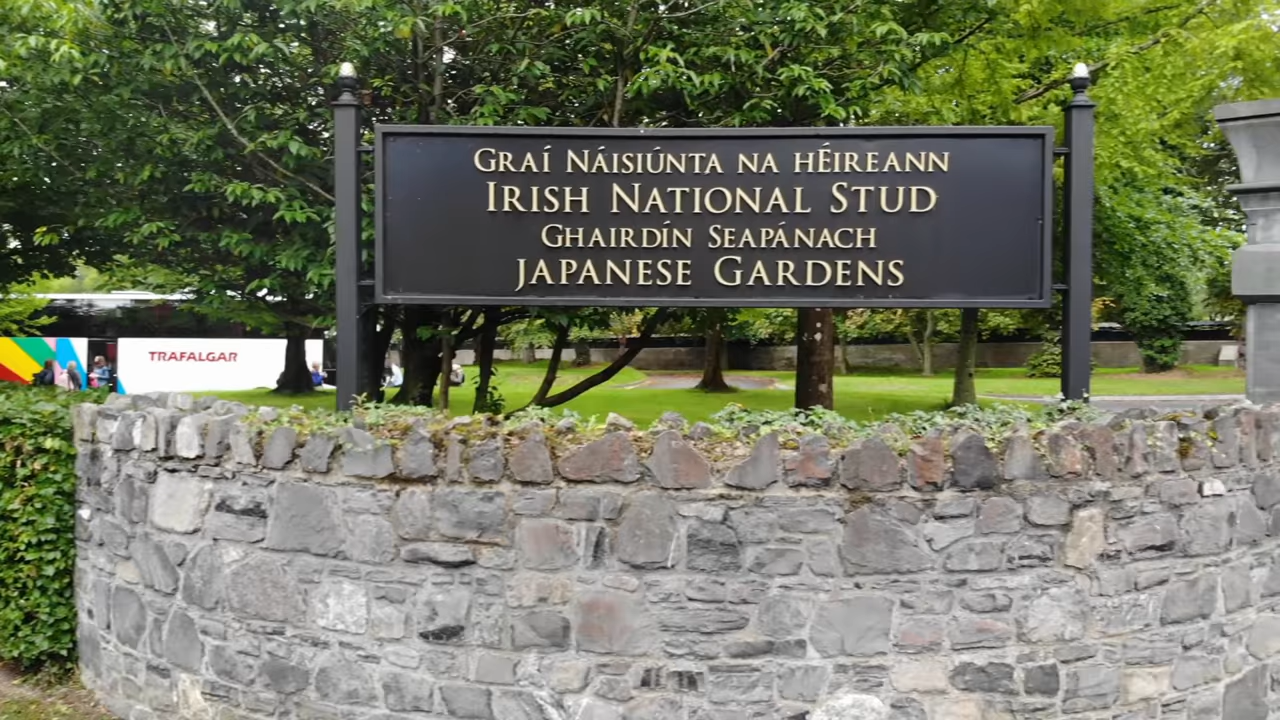 Graí Náisiúnta na hÉireann
Irish National Stud
Ghairdín Seapánach
Japanese Gardens
TRAFALGAR